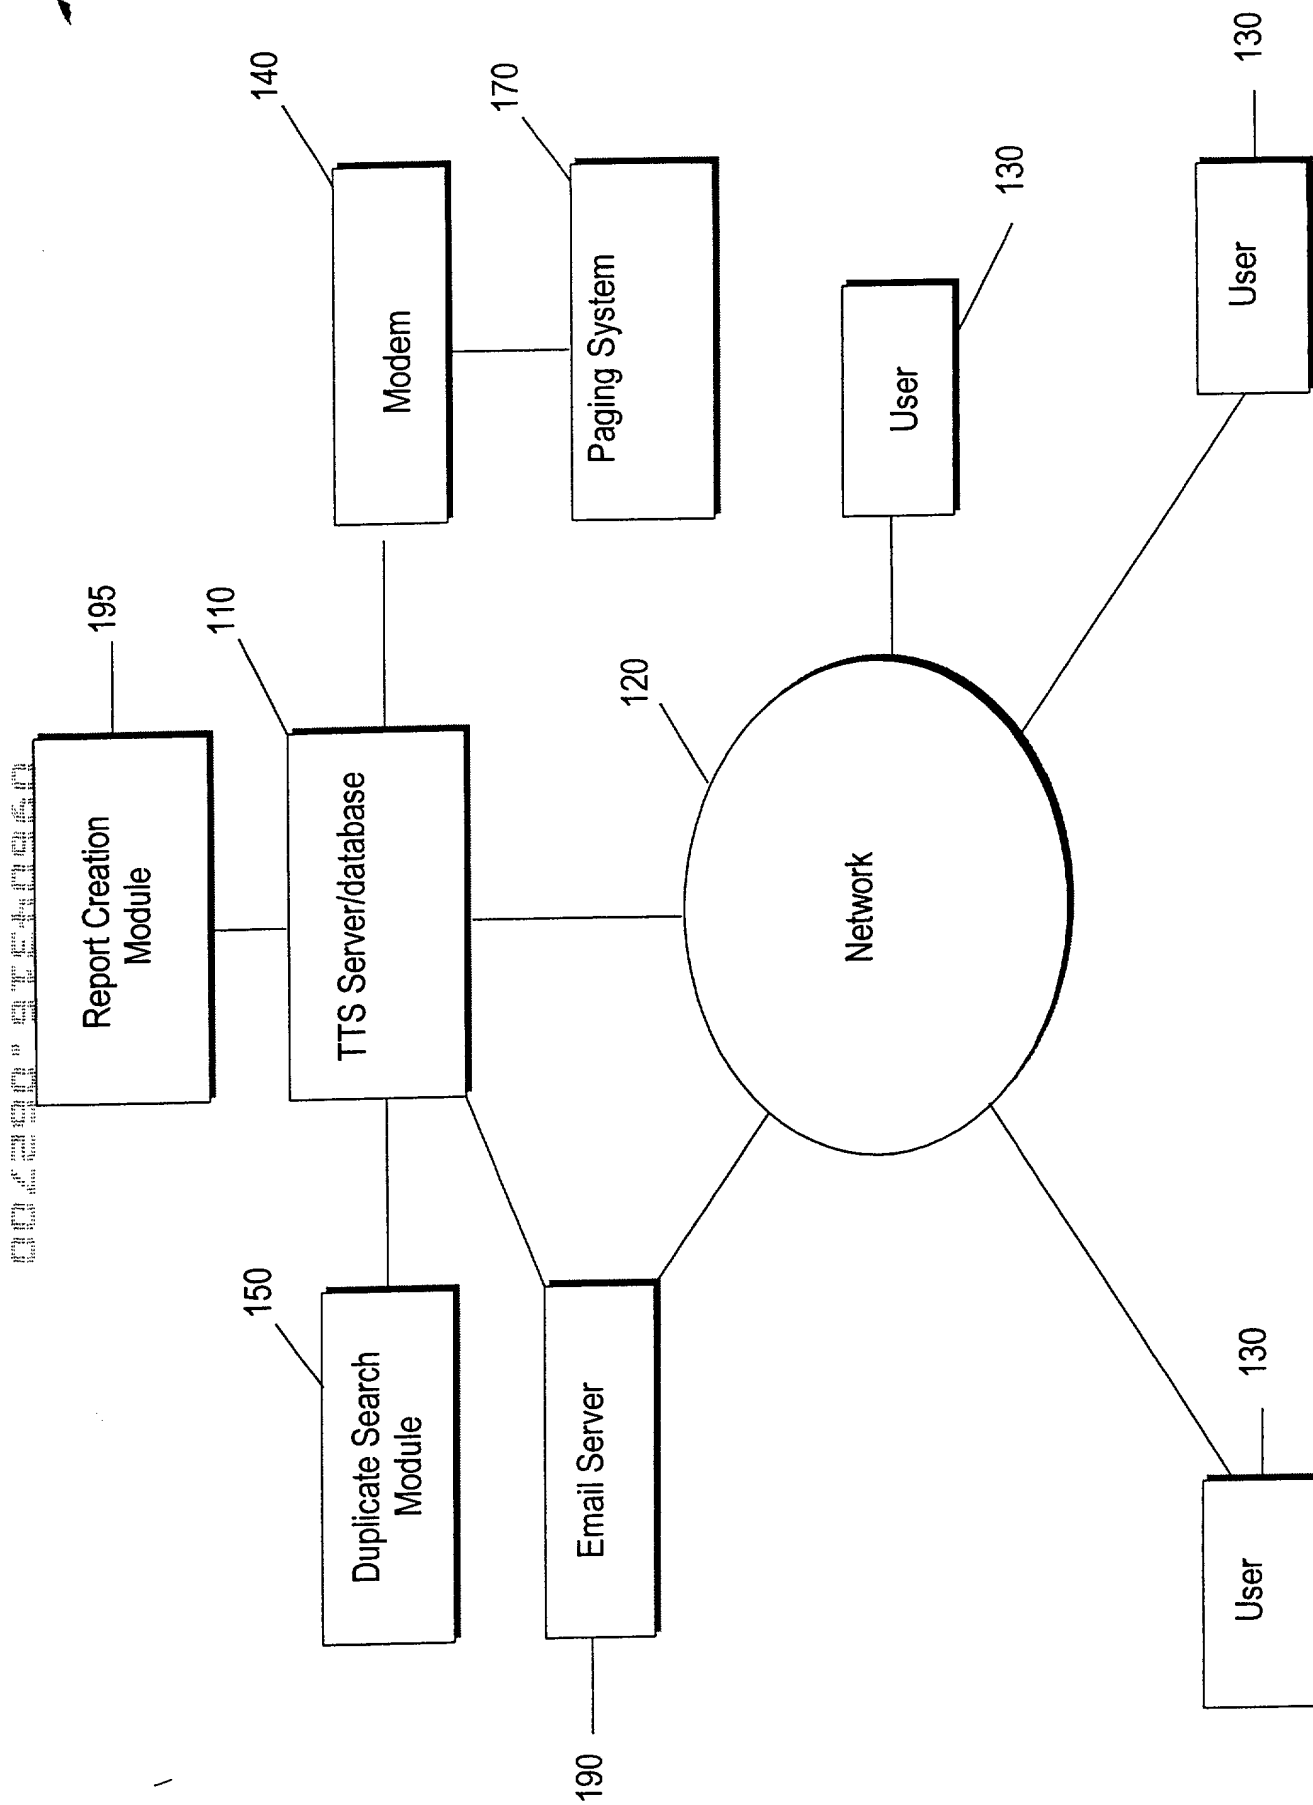 195
Report Creation
Module
110
TTS Server/database
140
Modem
170
Paging System
150
Duplicate Search
Module
190
Email Server
120
Network
130
User
130
User
130
User